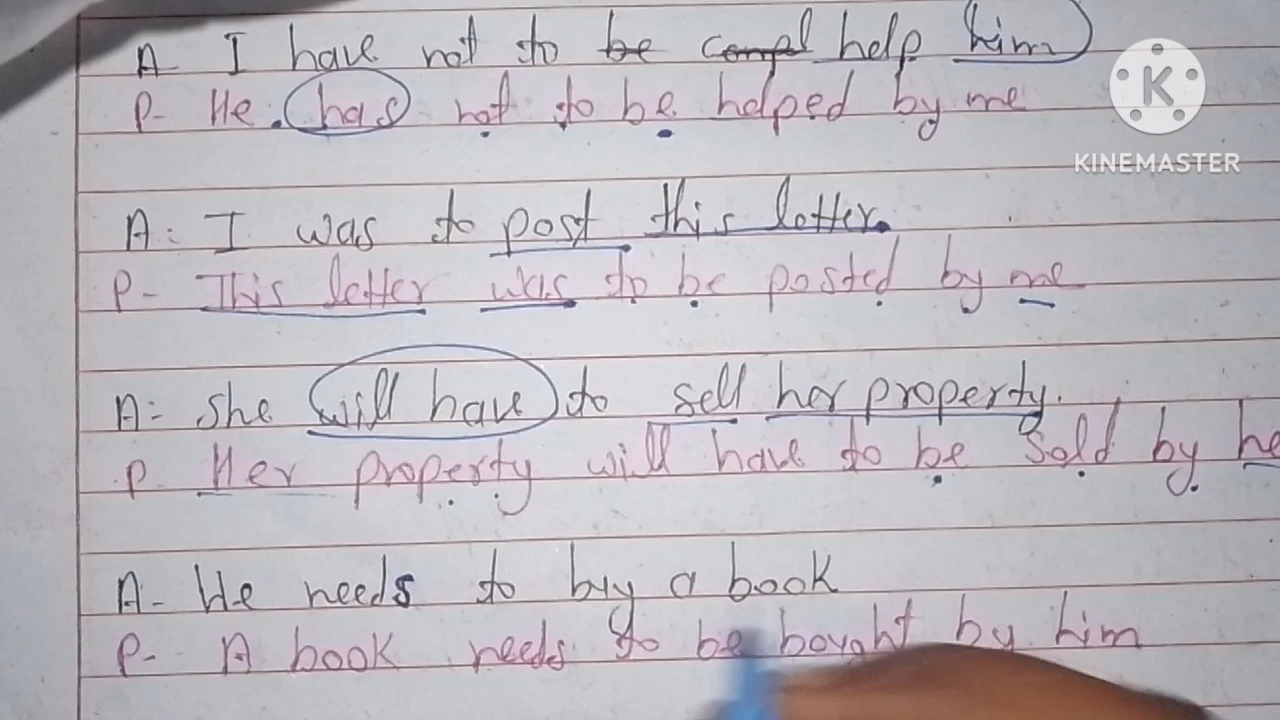 A- I have not to be compl help him
P- He has not to be helped by me
K
KINEMASTER
A: I was to post this letter.
P- This letter was to be posted by me
A= She will have to sell her property.
P. Her property will have to be sold by he
A- He needs to buy a book
P- A book needs to be bought by him